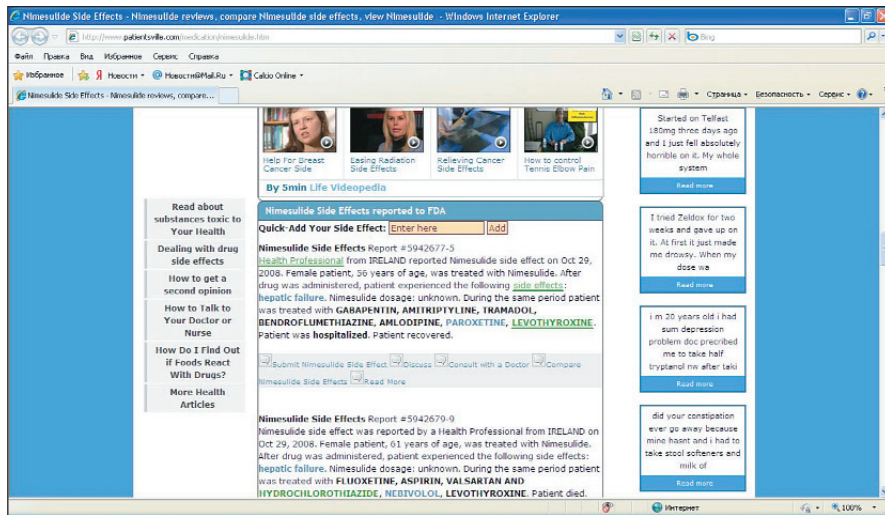 Nimesulide Side Effects - Nimesulide reviews, compare Nimesulide side effects, view Nimesulide - Windows Internet Explorer
http://www.patientsville.com/medication/nimesulide.htm
Bing
Файл Правка Вид Избранное Сервис Справка
Избранное Новости Новости@Mail.Ru Calcio Online
Nimesulide Side Effects - Nimesulide reviews, compare...
Страница Безопасность Сервис
Help For Breast
Cancer Side
Easing Radiation
Side Effects
Relieving Cancer
Side Effects
How to control
Tennis Elbow Pain
By 5min Life Videopedia
Read about
substances toxic to
Your Health
Dealing with drug
side effects
How to get a
second opinion
How to Talk to
Your Doctor or
Nurse
How Do I Find Out
if Foods React
With Drugs?
More Health
Articles
Nimesulide Side Effects reported to FDA
Quick-Add Your Side Effect: Enter here Add
Nimesulide Side Effects Report #5942677-5
Health Professional from IRELAND reported Nimesulide side effect on Oct 29,
2008. Female patient, 56 years of age, was treated with Nimesulide. After
drug was administered, patient experienced the following side effects:
hepatic failure. Nimesulide dosage: unknown. During the same period patient
was treated with GABAPENTIN, AMITRIPTYLINE, TRAMADOL,
BENDROFLUMETHIAZINE, AMLODIPINE, PAROXETINE, LEVOTHYROXINE.
Patient was hospitalized. Patient recovered.
Submit Nimesulide Side Effect Discuss Consult with a Doctor Compare
Nimesulide Side Effects Read More
Nimesulide Side Effects Report #5942679-9
Nimesulide side effect was reported by a Health Professional from IRELAND on
Oct 29, 2008. Female patient, 61 years of age, was treated with Nimesulide.
After drug was administered, patient experienced the following side effects:
hepatic failure. Nimesulide dosage: unknown. During the same period patient
was treated with FLUOXETINE, ASPIRIN, VALSARTAN AND
HYDROCHLOROTHIAZIDE, NEBIVOLOL, LEVOTHYROXINE. Patient died.
Started on Telfast
180mg three days ago
and I just fell absolutely
horrible on it. My whole
system
Read more
I tried Zeldox for two
weeks and gave up on
it. At first it just made
me drowsy. When my
dose wa
Read more
i m 20 years old i had
sum depression
problem doc precribed
me to take half
tryptanol nw after taki
Read more
did your constipation
ever go away because
mine hasnt and i had to
take stool softeners and
milk of
Read more
Интернет
100%